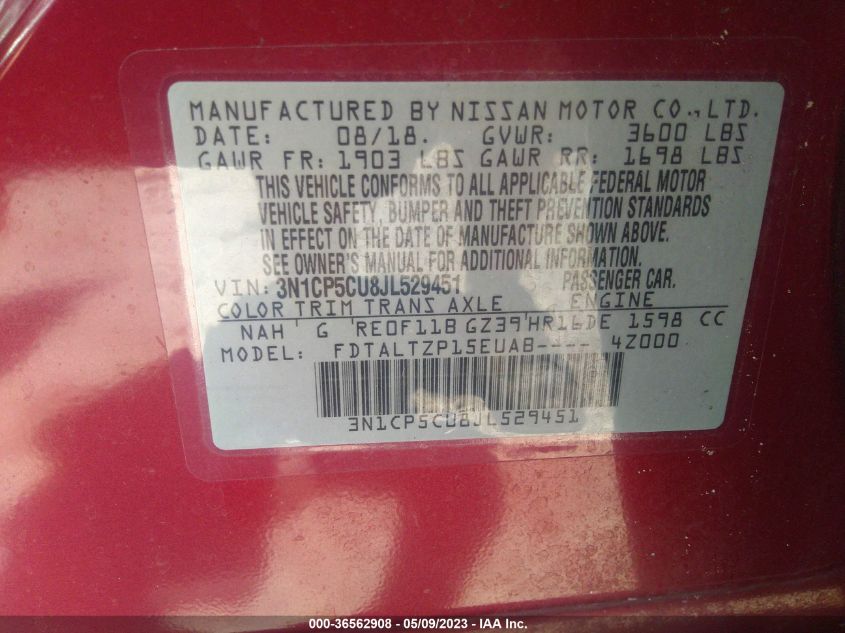 MANUFACTURED BY NISSAN MOTOR CO., LTD.
DATE: 08/18. GVWR: 3600 LBS
GAWR FR: 1903 LBS GAWR RR: 1698 LBS
THIS VEHICLE CONFORMS TO ALL APPLICABLE FEDERAL MOTOR
VEHICLE SAFETY, BUMPER AND THEFT PREVENTION STANDARDS
IN EFFECT ON THE DATE OF MANUFACTURE SHOWN ABOVE.
SEE OWNER'S MANUAL FOR ADDITIONAL INFORMATION.
VIN: 3N1CP5CU8JL529451 PASSENGER CAR.
COLOR TRIM TRANS AXLE ENGINE
NAH G RE0F11B GZ39 HR16DE 1598 CC
MODEL: FDTALTZP15EUAB---- 4Z000
3N1CP5CU8JL529451
000-36562908 - 05/09/2023 - IAA Inc.